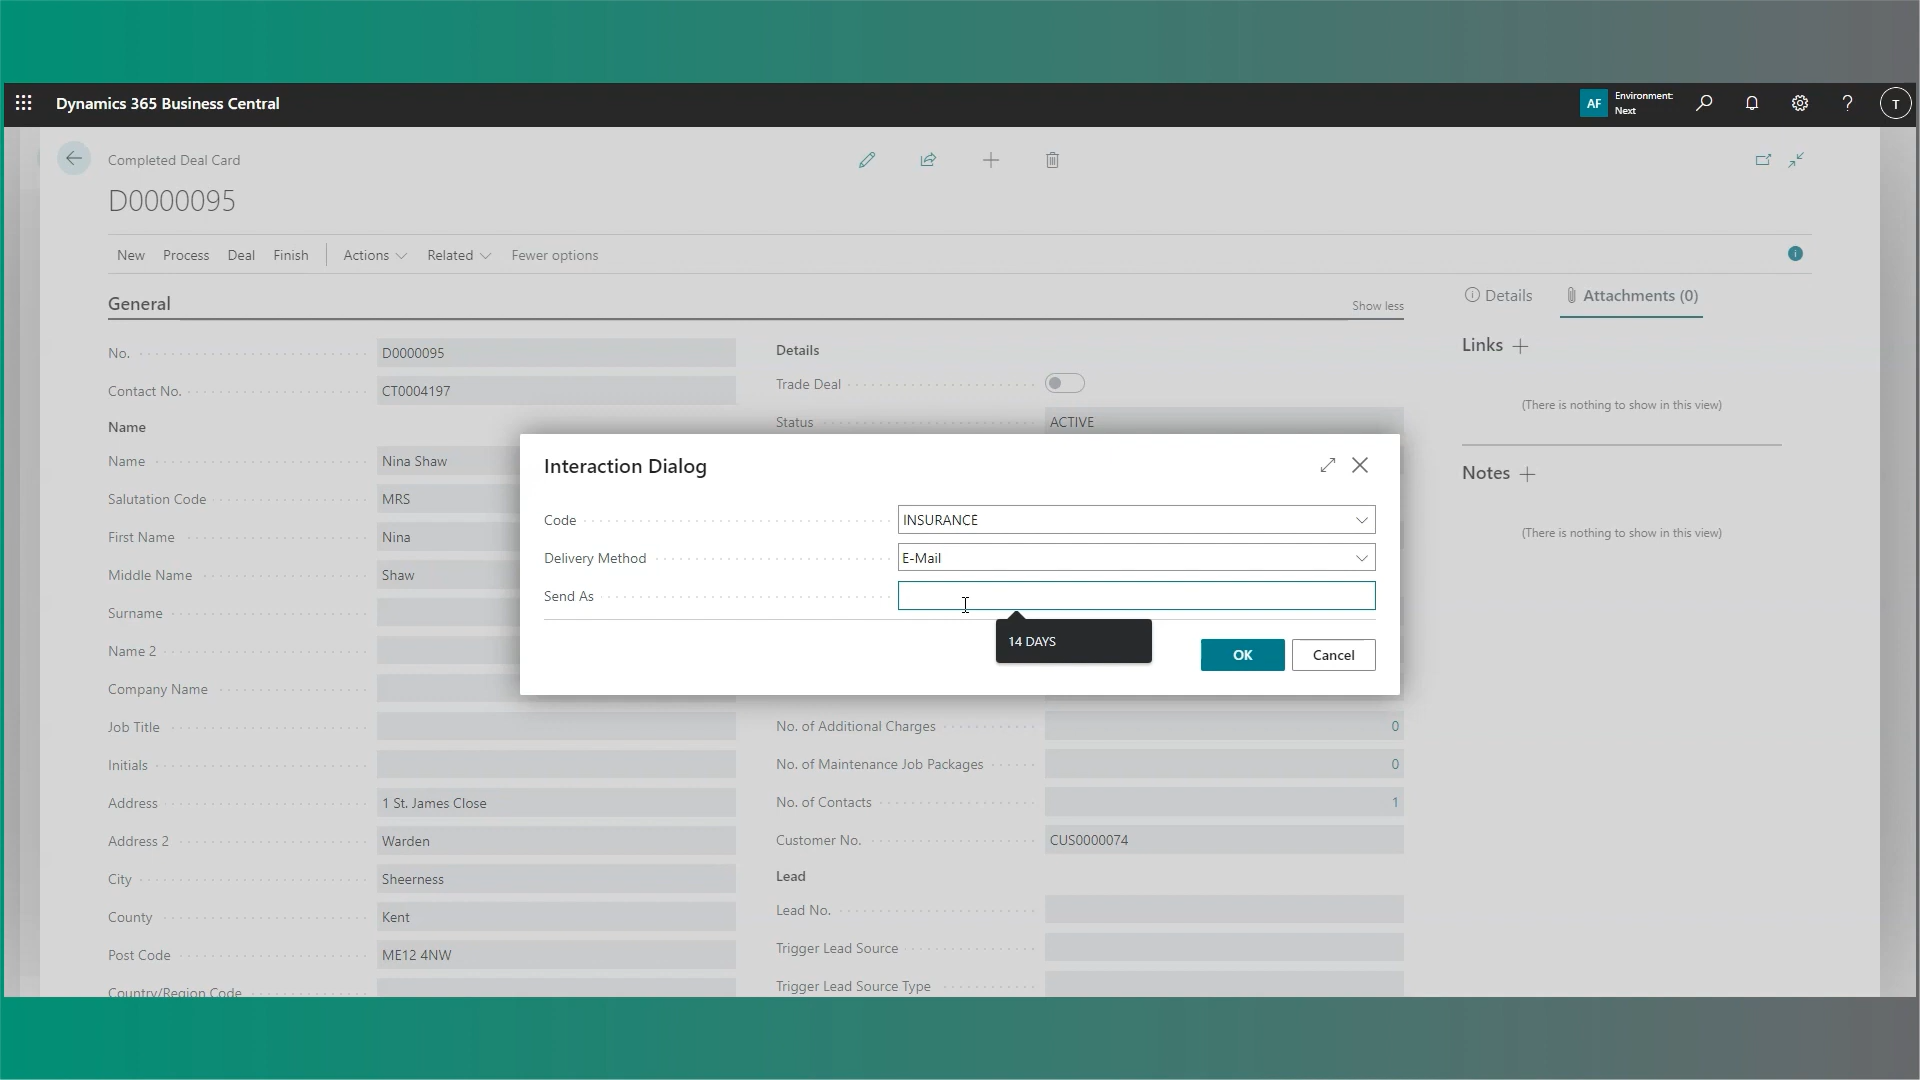 Dynamics 365 Business Central
AF
Environment:
Next
?
T
Completed Deal Card
D0000095
New
Process
Deal
Finish
Actions
Related
Fewer options
General
Show less
No.
D0000095
Contact No.
CT0004197
Name
Name
Nina Shaw
Salutation Code
MRS
First Name
Nina
Middle Name
Shaw
Surname
Name 2
Company Name
Job Title
Initials
Address
1 St. James Close
Address 2
Warden
City
Sheerness
County
Kent
Post Code
ME12 4NW
Country/Region Code
Details
Trade Deal
Status
ACTIVE
Interaction Dialog
Code
INSURANCE
Delivery Method
E-Mail
Send As
14 DAYS
OK
Cancel
No. of Additional Charges
0
No. of Maintenance Job Packages
0
No. of Contacts
1
Customer No.
CUS0000074
Lead
Lead No.
Trigger Lead Source
Trigger Lead Source Type
Details
Attachments (0)
Links
(There is nothing to show in this view)
Notes
(There is nothing to show in this view)